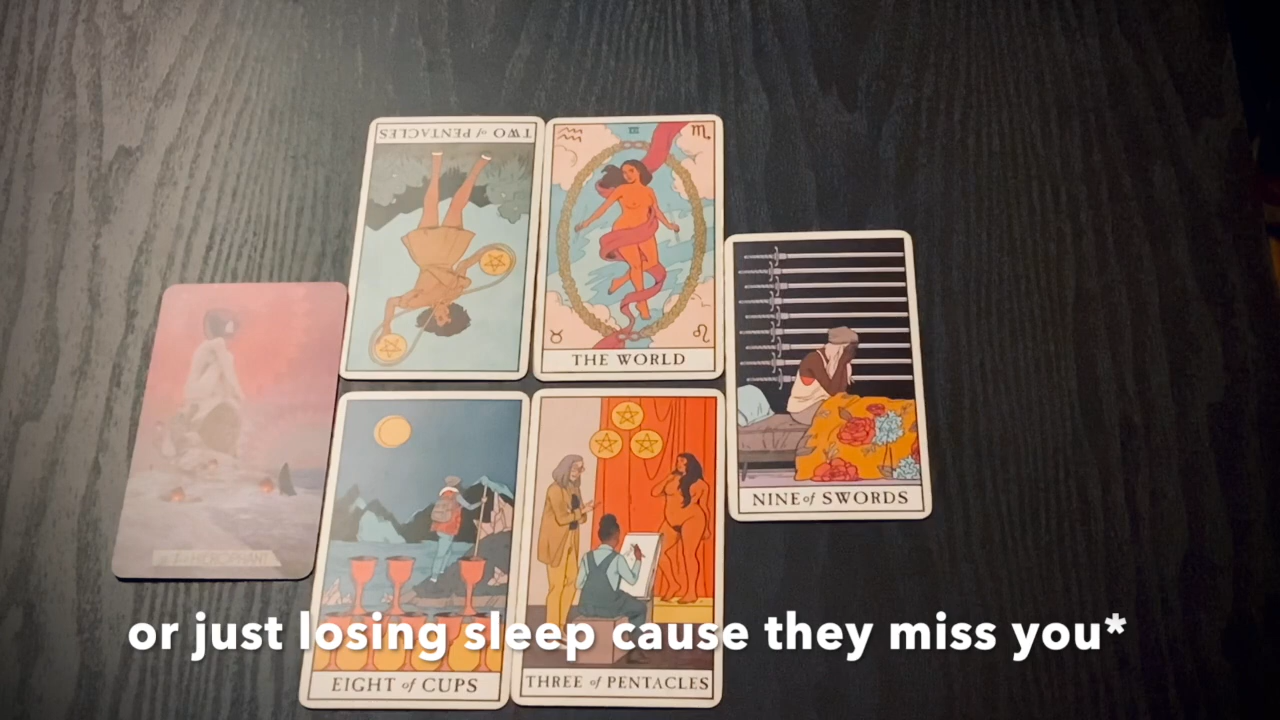 TWO of PENTACLES
THE WORLD
NINE of SWORDS
HIEROPHANT
or just losing sleep cause they miss you*
EIGHT of CUPS
THREE of PENTACLES